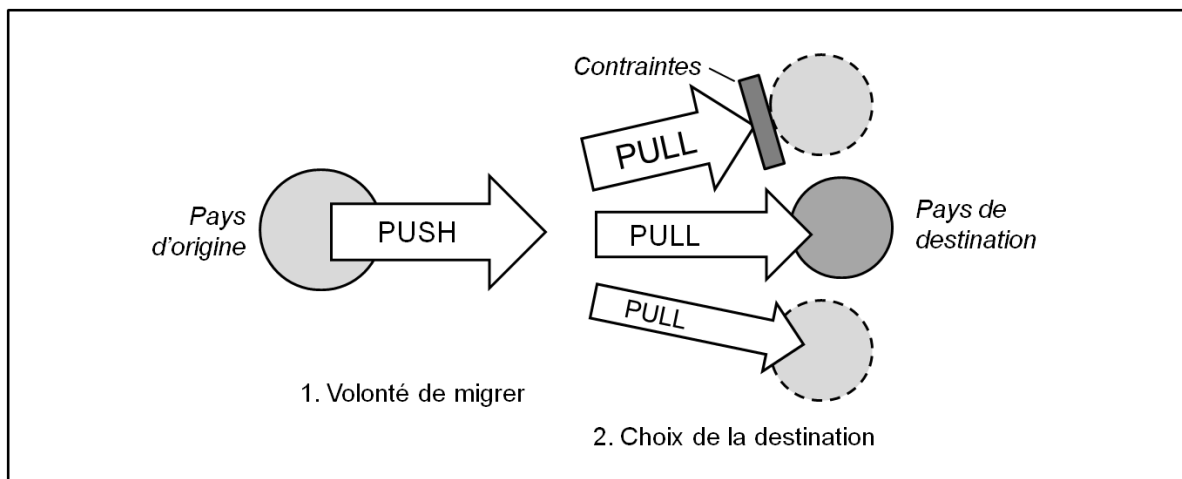 Contraintes
PULL
Pays
d'origine
PUSH
PULL
Pays de
destination
PULL
1. Volonté de migrer
2. Choix de la destination